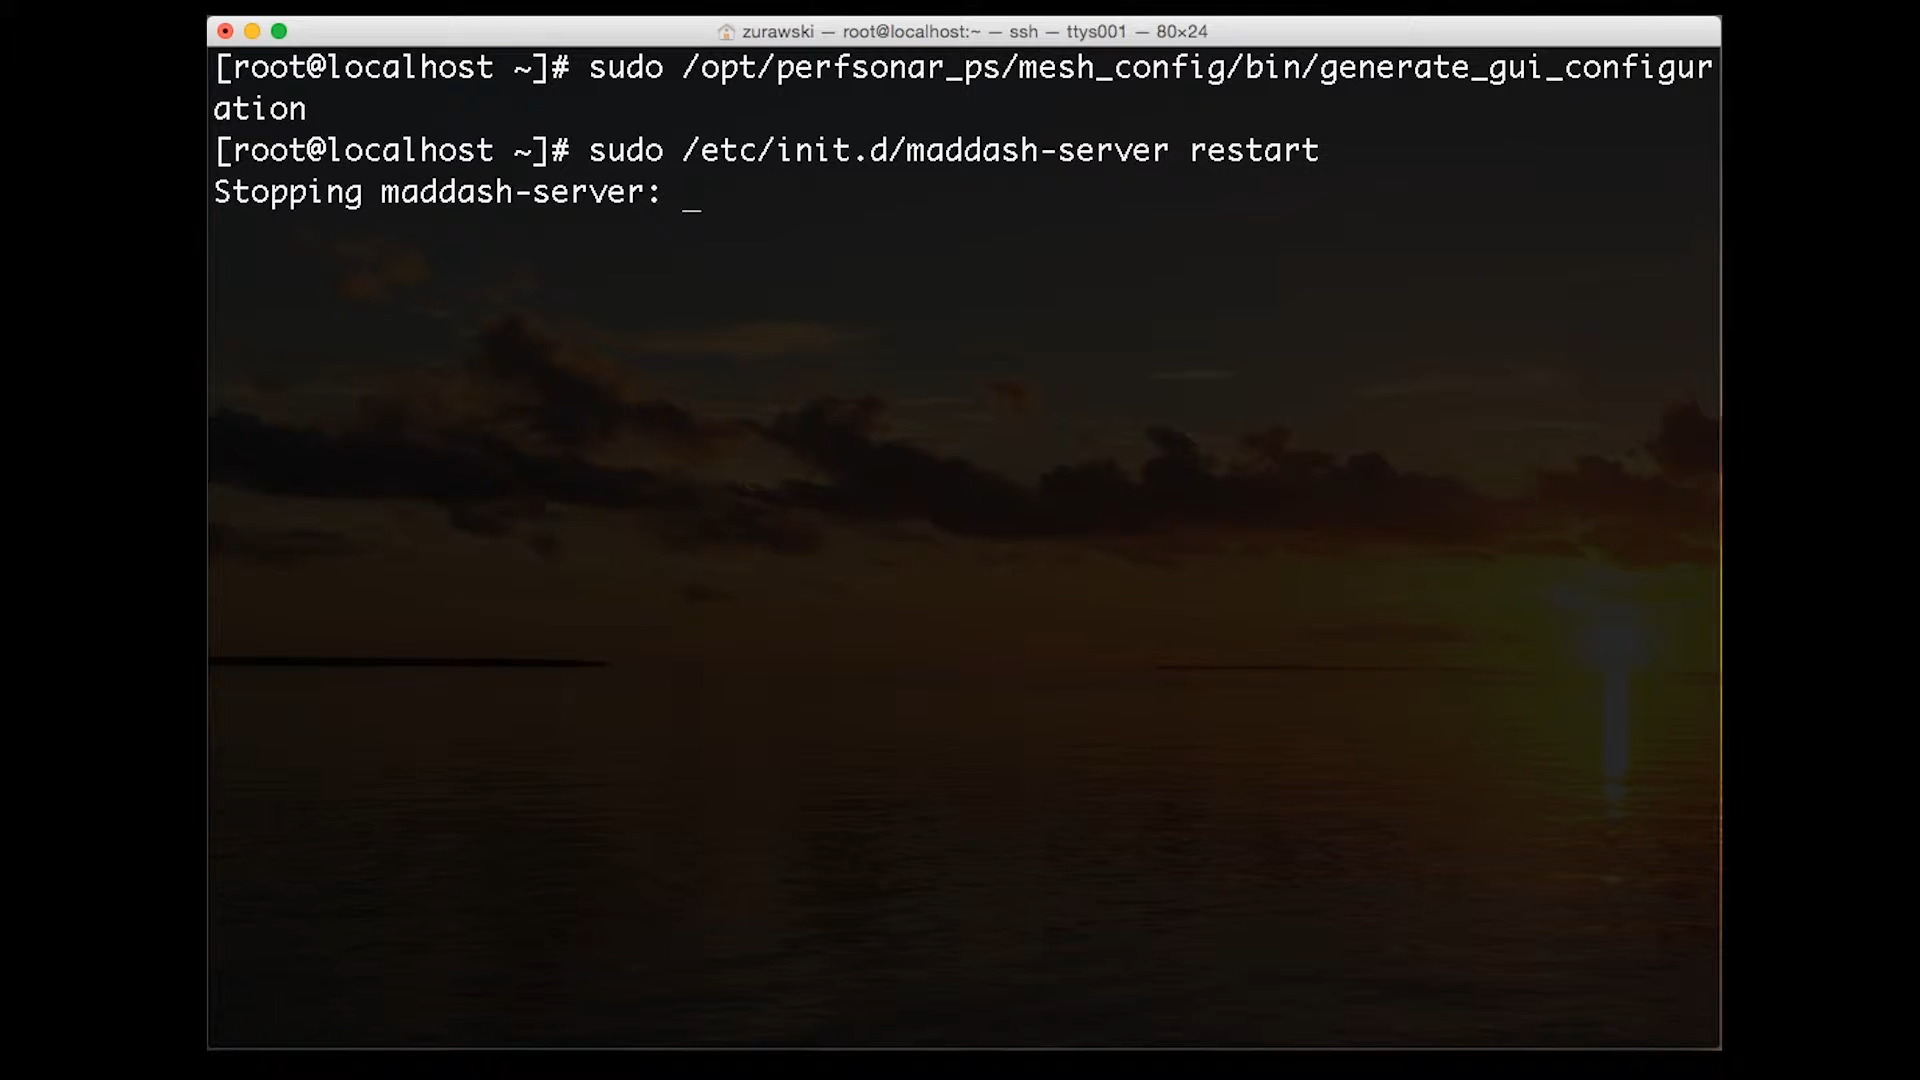 zurawski — root@localhost:~ — ssh — ttys001 — 80×24
[root@localhost ~]# sudo /opt/perfsonar_ps/mesh_config/bin/generate_gui_configur
ation
[root@localhost ~]# sudo /etc/init.d/maddash-server restart
Stopping maddash-server: _